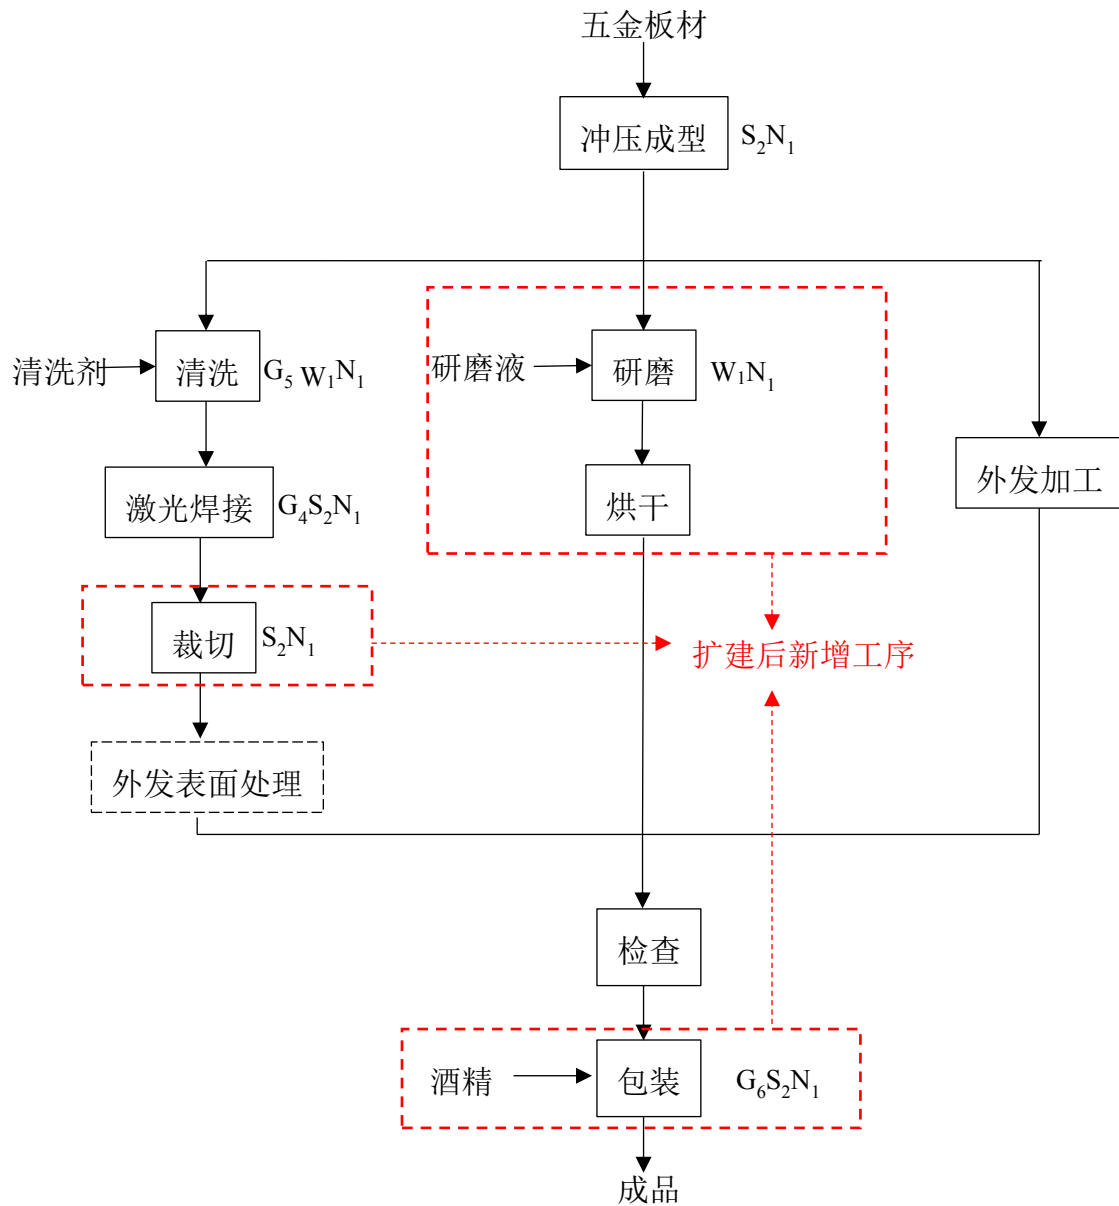 五金板材
冲压成型 S₂N₁
清洗剂 清洗 G₅ W₁N₁
研磨液 研磨 W₁N₁
外发加工
激光焊接 G₄S₂N₁
烘干
裁切 S₂N₁
扩建后新增工序
外发表面处理
检查
酒精 包装 G₆S₂N₁
成品